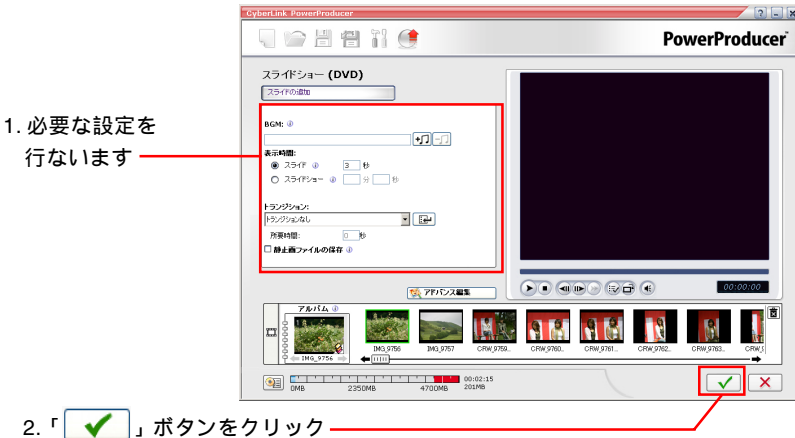 CyberLink PowerProducer
PowerProducer
スライドショー (DVD)
スライドの追加
1. 必要な設定を
行ないます
BGM:
表示時間:
スライド 3 秒
スライドショー 分 秒
トランジション:
トランジションなし
所要時間: 0 秒
静止画ファイルの保存
アドバンス編集
00:00:00
アルバム
IMG_9756
IMG_9756
IMG_9757
CRW_9759...
CRW_9760...
CRW_9761...
CRW_9762...
CRW_9763...
0MB 2350MB 4700MB
00:02:15
201MB
2.「 」ボタンをクリック